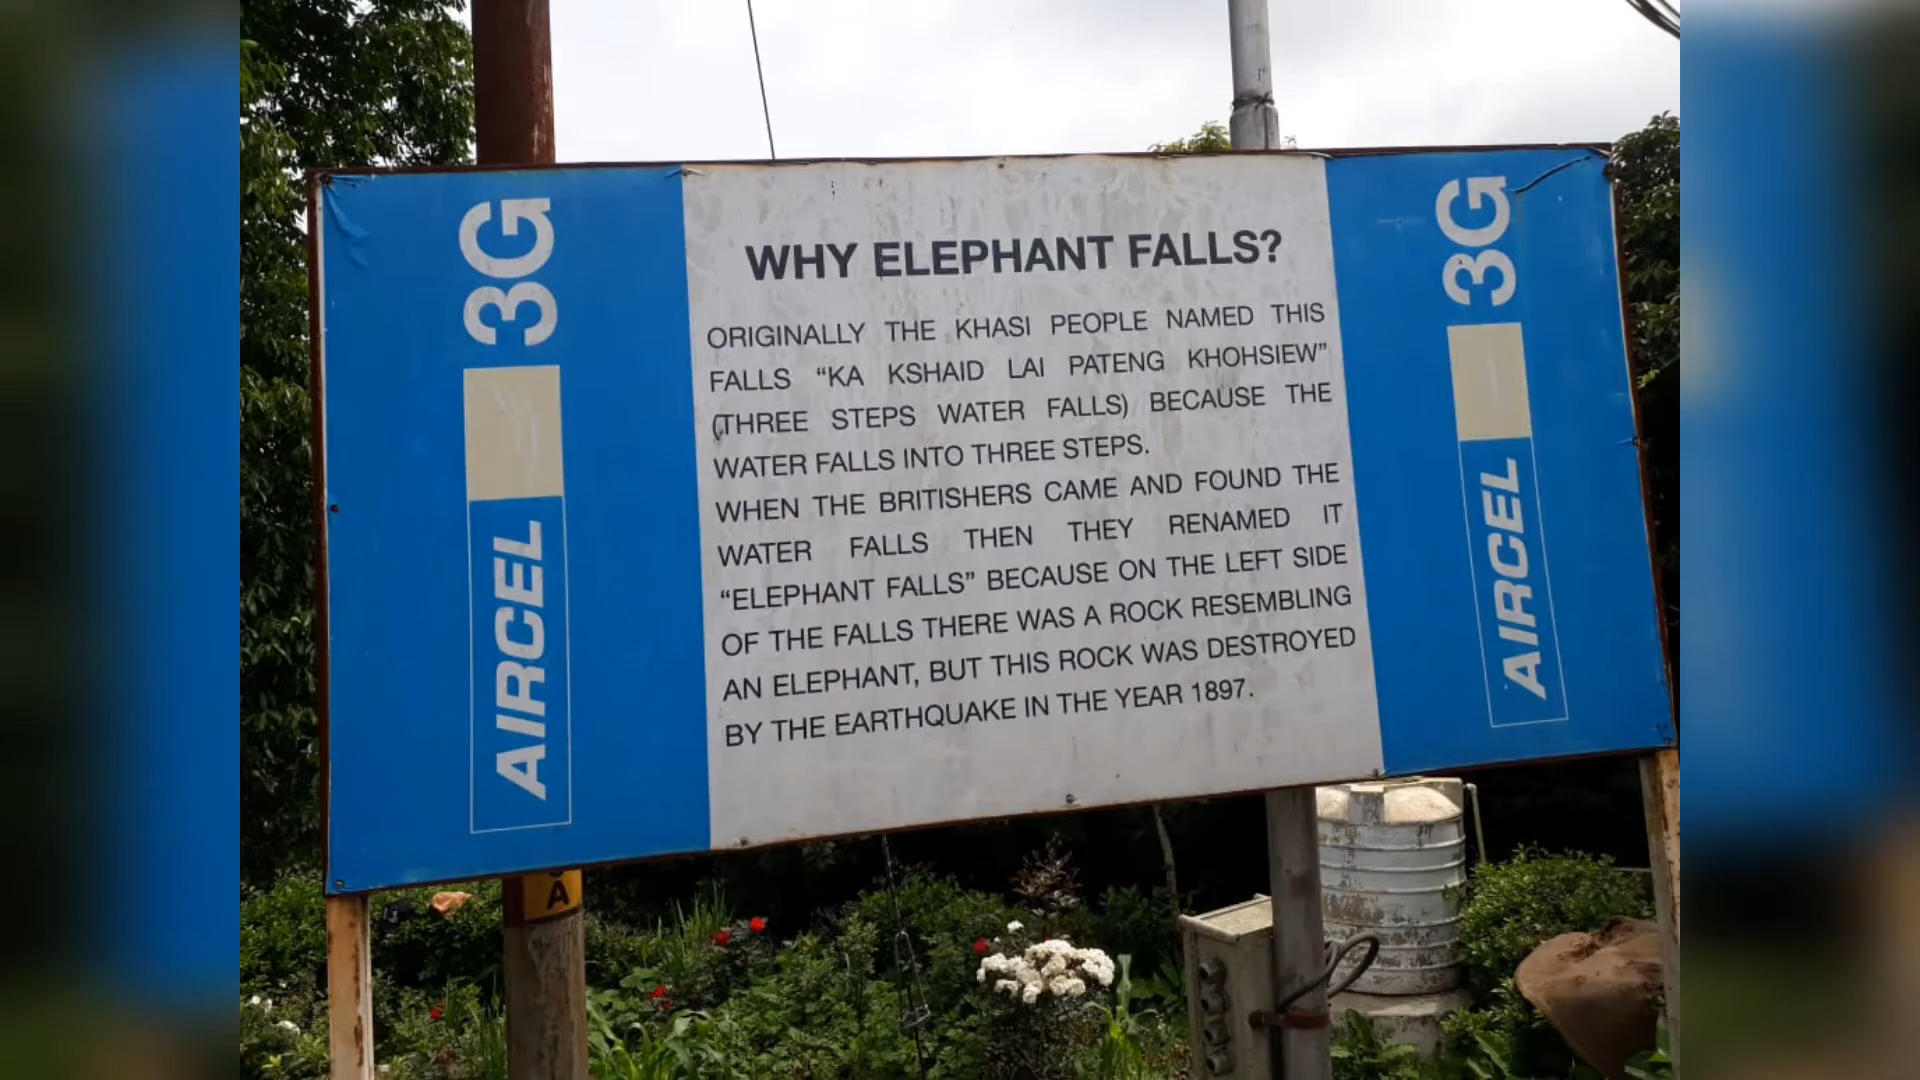 WHY ELEPHANT FALLS?
ORIGINALLY THE KHASI PEOPLE NAMED THIS
FALLS “KA KSHAID LAI PATENG KHOHSIEW”
(THREE STEPS WATER FALLS) BECAUSE THE
WATER FALLS INTO THREE STEPS.
WHEN THE BRITISHERS CAME AND FOUND THE
WATER FALLS THEN THEY RENAMED IT
“ELEPHANT FALLS” BECAUSE ON THE LEFT SIDE
OF THE FALLS THERE WAS A ROCK RESEMBLING
AN ELEPHANT, BUT THIS ROCK WAS DESTROYED
BY THE EARTHQUAKE IN THE YEAR 1897.
AIRCEL 3G
AIRCEL 3G
A